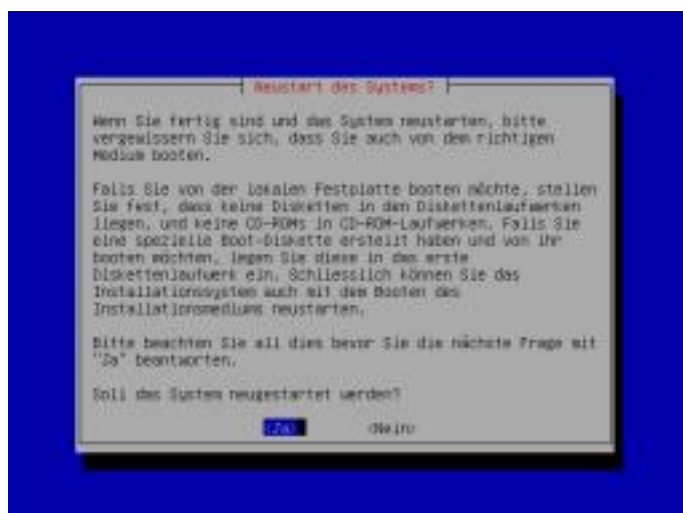 Neustart des Systems?
Wenn Sie fertig sind und das System neustarten, bitte
vergewissern Sie sich, dass Sie auch von dem richtigen
Medium booten.
Falls Sie von der lokalen Festplatte booten möchte, stellen
Sie fest, dass keine Disketten in den Diskettenlaufwerken
liegen, und keine CD-ROMs in CD-ROM-Laufwerken. Falls Sie
eine spezielle Boot-Diskette erstellt haben und von ihr
booten möchten, legen Sie diese in das erste
Diskettenlaufwerk ein. Schliesslich können Sie das
Installationssystem auch mit dem Booten des
Installationsmediums neustarten.
Bitte beachten Sie all dies bevor Sie die nächste Frage mit
"Ja" beantworten.
Soll das System neugestartet werden?
<Ja> <Nein>